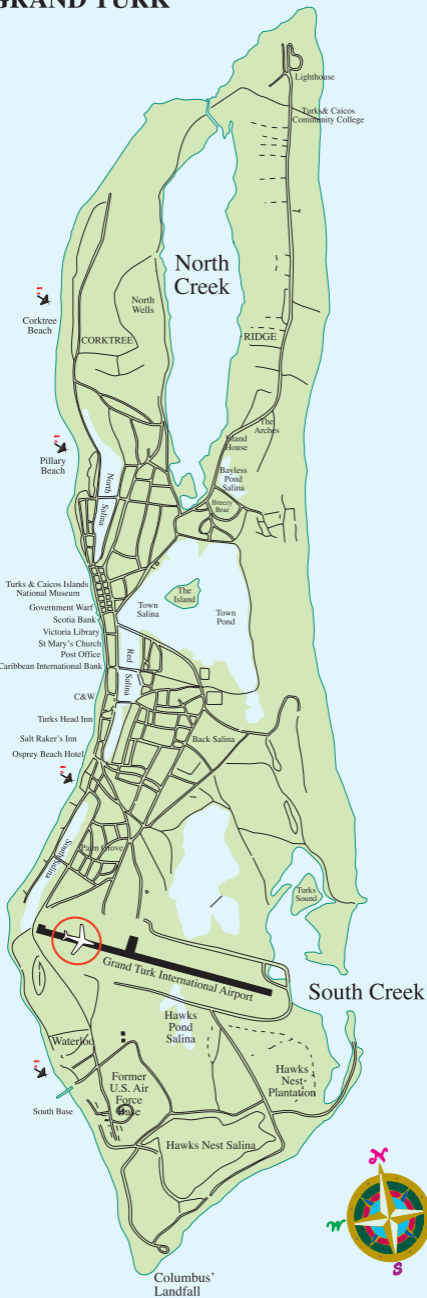 GRAND TURK
Lighthouse
Turks& Caicos
Community College
North
Creek
North
Wells
Corktree
Beach
CORKTREE
RIDGE
The
Arches
Island
House
Pillary
Beach
Bayless
Pond
Salina
North
Salina
Breezy
Brae
Turks & Caicos Islands
National Museum
The
Island
Government Warf
Town
Salina
Town
Pond
Scotia Bank
Victoria Library
St Mary's Church
Post Office
Caribbean International Bank
Red
Salina
C&W
Turks Head Inn
Salt Raker's Inn
Back Salina
Osprey Beach Hotel
Palm Grove
South Salina
Turks
Sound
Grand Turk International Airport
South Creek
Hawks
Pond
Salina
Waterloo
Former
U.S. Air
Force
Base
Hawks
Nest
Plantation
South Base
Hawks Nest Salina
N
W
S
Columbus'
Landfall